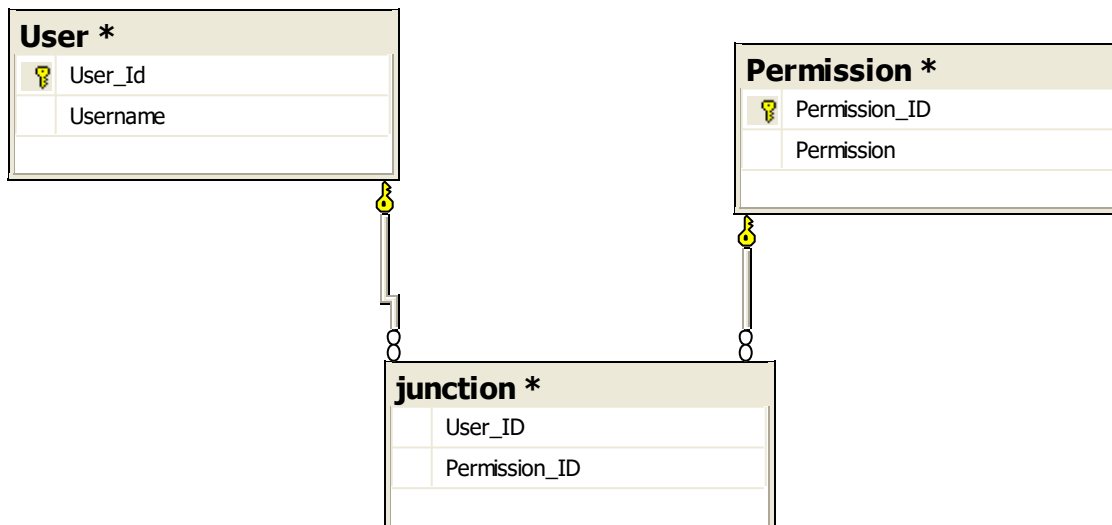 User *
User_Id
Username
Permission *
Permission_ID
Permission
junction *
User_ID
Permission_ID